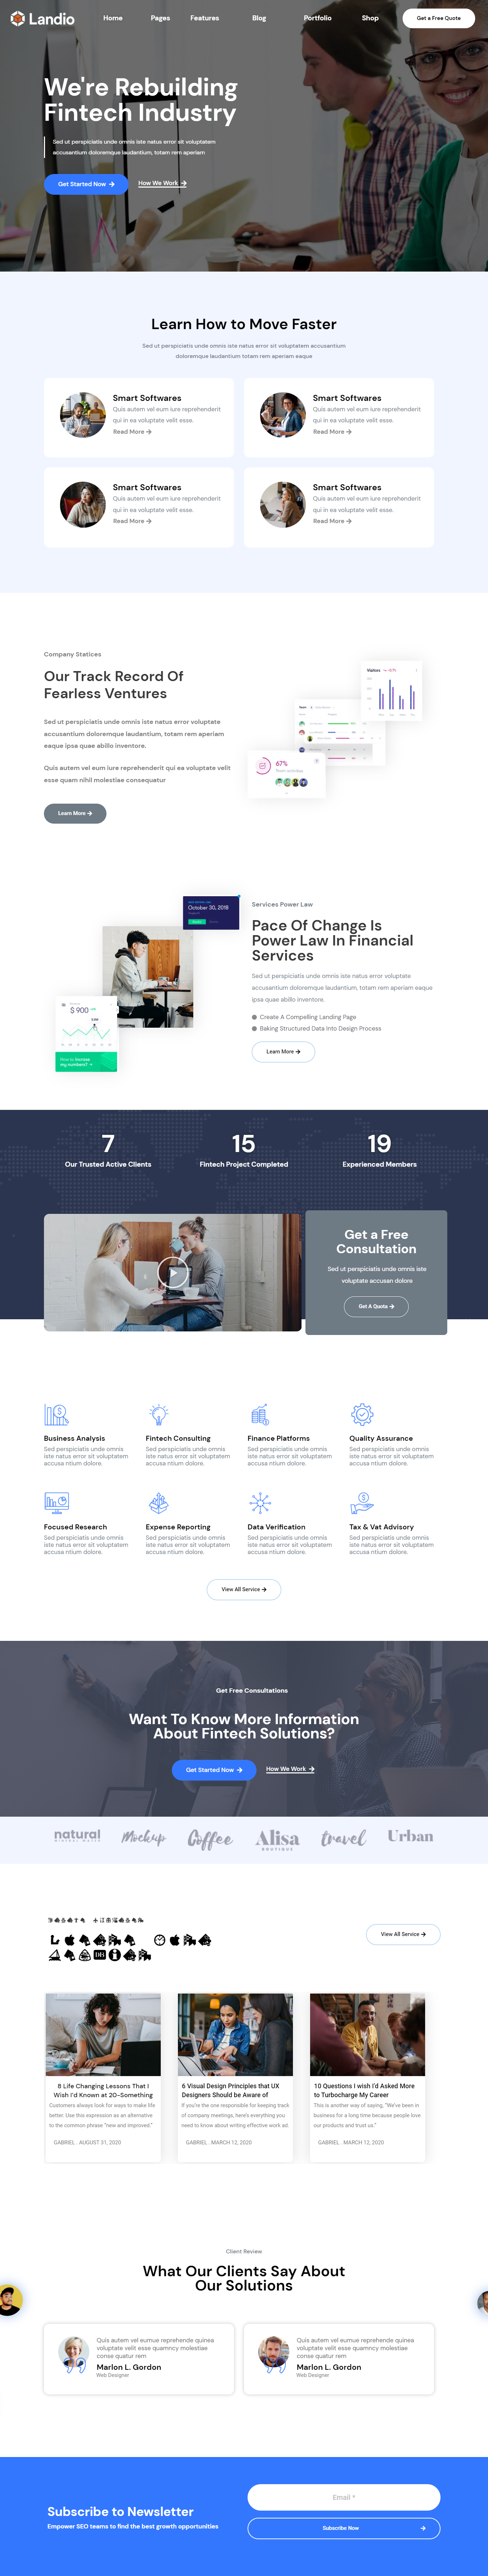 Landio
Home Pages Features Blog Portfolio Shop
Get a Free Quote
We're Rebuilding
Fintech Industry
Sed ut perspiciatis unde omnis iste natus error sit voluptatem
accusantium doloremque laudantium, totam rem aperiam
Get Started Now
How We Work
Learn How to Move Faster
Sed ut perspiciatis unde omnis iste natus error sit voluptatem accusantium
doloremque laudantium totam rem aperiam eaque
Smart Softwares
Quis autem vel eum iure reprehenderit
qui in ea voluptate velit esse.
Read More
Smart Softwares
Quis autem vel eum iure reprehenderit
qui in ea voluptate velit esse.
Read More
Smart Softwares
Quis autem vel eum iure reprehenderit
qui in ea voluptate velit esse.
Read More
Smart Softwares
Quis autem vel eum iure reprehenderit
qui in ea voluptate velit esse.
Read More
Company Statices
Our Track Record Of
Fearless Ventures
Sed ut perspiciatis unde omnis iste natus error voluptate
accusantium doloremque laudantium, totam rem aperiam
eaque ipsa quae abillo inventore.
Quis autem vel eum iure reprehenderit qui ea voluptate velit
esse quam nihil molestiae consequatur
Learn More
Visitors
Team
67%
October 30, 2018
$ 900
Services Power Law
Pace Of Change Is
Power Law In Financial
Services
Sed ut perspiciatis unde omnis iste natus error voluptate
accusantium doloremque laudantium, totam rem aperiam eaque
ipsa quae abillo inventore.
Create A Compelling Landing Page
Baking Structured Data Into Design Process
Learn More
7
Our Trusted Active Clients
15
Fintech Project Completed
19
Experienced Members
Get a Free
Consultation
Sed ut perspiciatis unde omnis iste
voluptate accusan dolore
Get A Quota
Business Analysis
Sed perspiciatis unde omnis
iste natus error sit voluptatem
accusa ntium dolore.
Fintech Consulting
Sed perspiciatis unde omnis
iste natus error sit voluptatem
accusa ntium dolore.
Finance Platforms
Sed perspiciatis unde omnis
iste natus error sit voluptatem
accusa ntium dolore.
Quality Assurance
Sed perspiciatis unde omnis
iste natus error sit voluptatem
accusa ntium dolore.
Focused Research
Sed perspiciatis unde omnis
iste natus error sit voluptatem
accusa ntium dolore.
Expense Reporting
Sed perspiciatis unde omnis
iste natus error sit voluptatem
accusa ntium dolore.
Data Verification
Sed perspiciatis unde omnis
iste natus error sit voluptatem
accusa ntium dolore.
Tax & Vat Advisory
Sed perspiciatis unde omnis
iste natus error sit voluptatem
accusa ntium dolore.
View All Service
Get Free Consultations
Want To Know More Information
About Fintech Solutions?
Get Started Now
How We Work
natural
Mockup
Coffee
Alisa
BOUTIQUE
travel
Urban
View All Service
8 Life Changing Lessons That I
Wish I'd Known at 20-Something
Customers always look for ways to make life
better. Use this expression as an alternative
to the common phrase "new and improved."
GABRIEL . AUGUST 31, 2020
6 Visual Design Principles that UX
Designers Should be Aware of
If you're the one responsible for keeping track
of company meetings, here's everything you
need to know about writing effective work ad.
GABRIEL . MARCH 12, 2020
10 Questions I wish I'd Asked More
to Turbocharge My Career
This is another way of saying, "We've been in
business for a long time because people love
our products and trust us."
GABRIEL . MARCH 12, 2020
Client Review
What Our Clients Say About
Our Solutions
Quis autem vel eumue reprehende quinea
voluptate velit esse quamncy molestiae
conse quatur rem
Marlon L. Gordon
Web Designer
Quis autem vel eumue reprehende quinea
voluptate velit esse quamncy molestiae
conse quatur rem
Marlon L. Gordon
Web Designer
Subscribe to Newsletter
Empower SEO teams to find the best growth opportunities
Email *
Subscribe Now